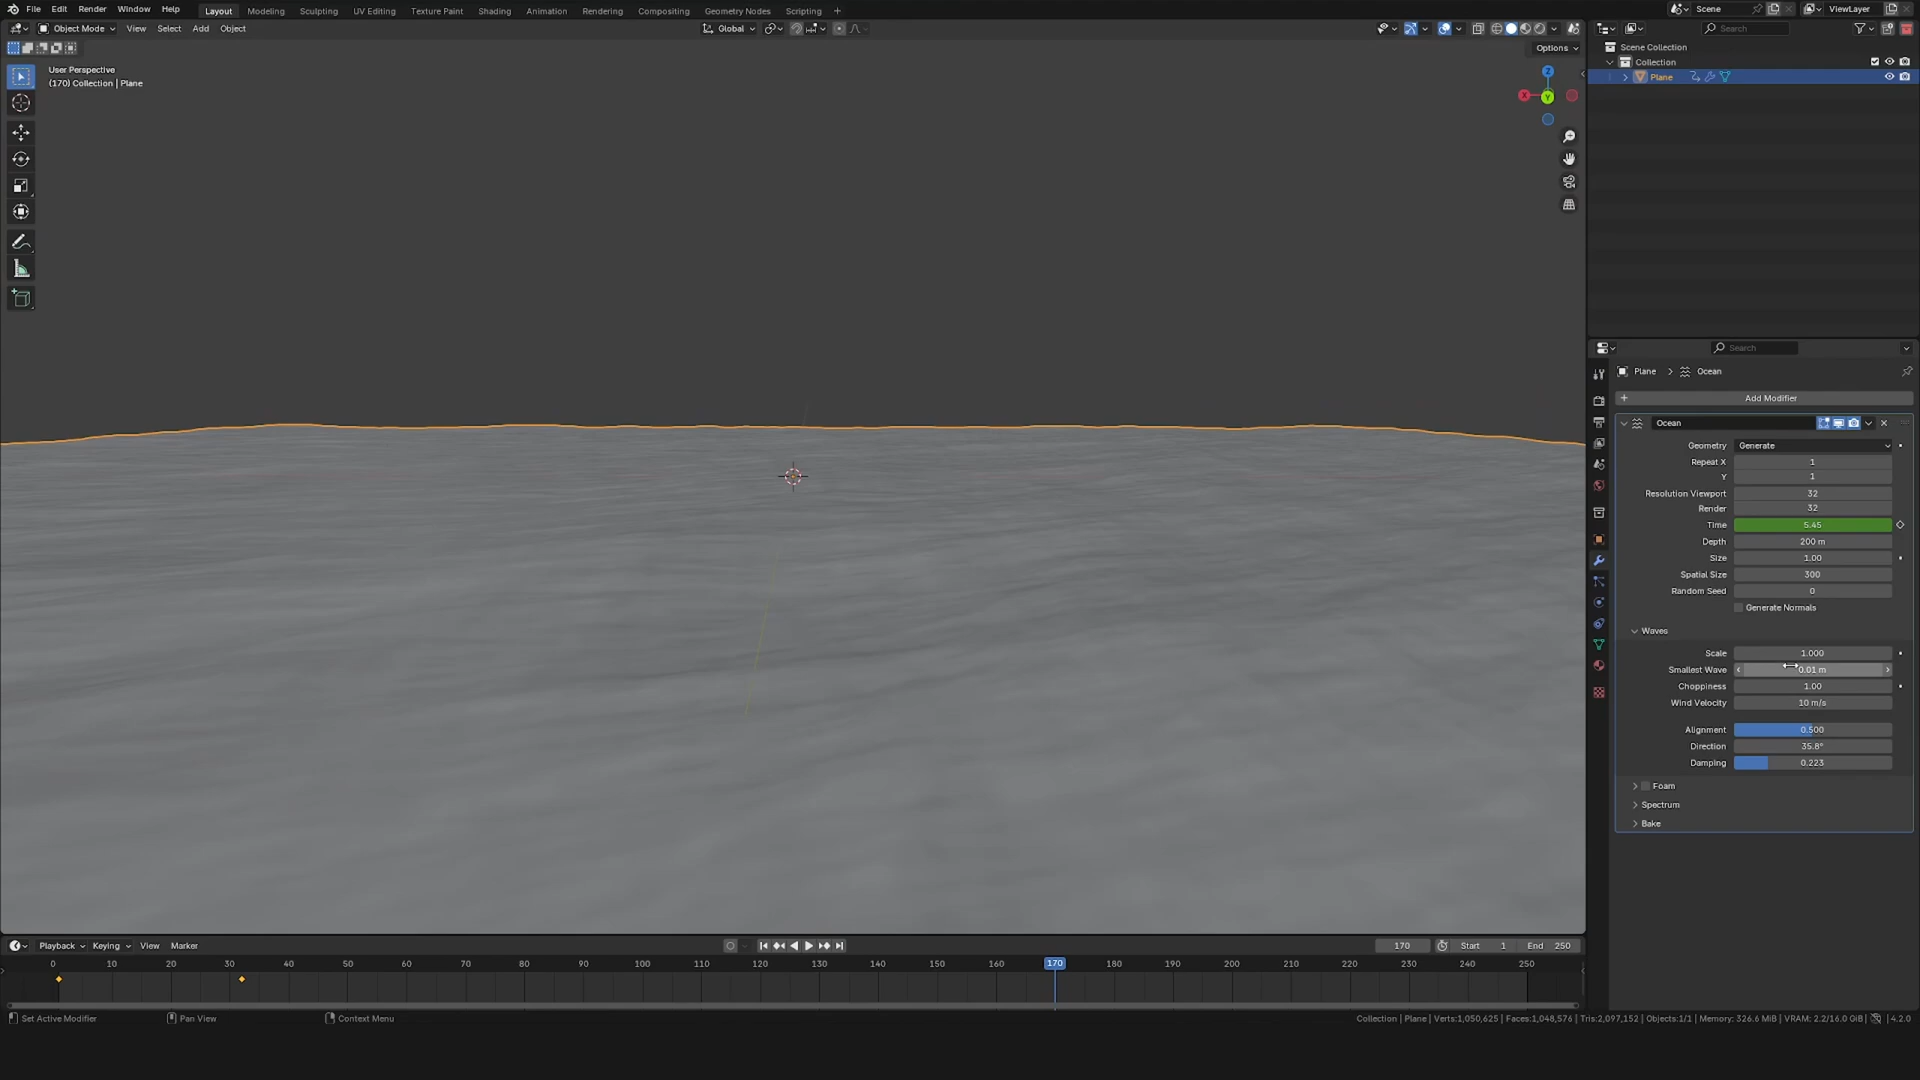 File Edit Render Window Help Layout Modeling Sculpting UV Editing Texture Paint Shading Animation Rendering Compositing Geometry Nodes Scripting + Scene ViewLayer
Object Mode View Select Add Object Global Search
Options
User Perspective
(170) Collection | Plane
Z
X Y
Scene Collection
Collection
Plane
Search
Plane > Ocean
+ Add Modifier
Ocean
Geometry Generate
Repeat X 1
Y 1
Resolution Viewport 32
Render 32
Time 5.45
Depth 200 m
Size 1.00
Spatial Size 300
Random Seed 0
Generate Normals
Waves
Scale 1.000
Smallest Wave 0.01 m
Choppiness 1.00
Wind Velocity 10 m/s
Alignment 0.500
Direction 35.8°
Damping 0.223
Foam
Spectrum
Bake
Playback Keying View Marker 170 Start 1 End 250
0 10 20 30 40 50 60 70 80 90 100 110 120 130 140 150 160 170 180 190 200 210 220 230 240 250
Set Active Modifier Pan View Context Menu Collection | Plane | Verts:1,050,625 | Faces:1,048,576 | Tris:2,097,152 | Objects:1/1 | Memory: 326.6 MiB | VRAM: 2.2/16.0 GiB | 4.2.0